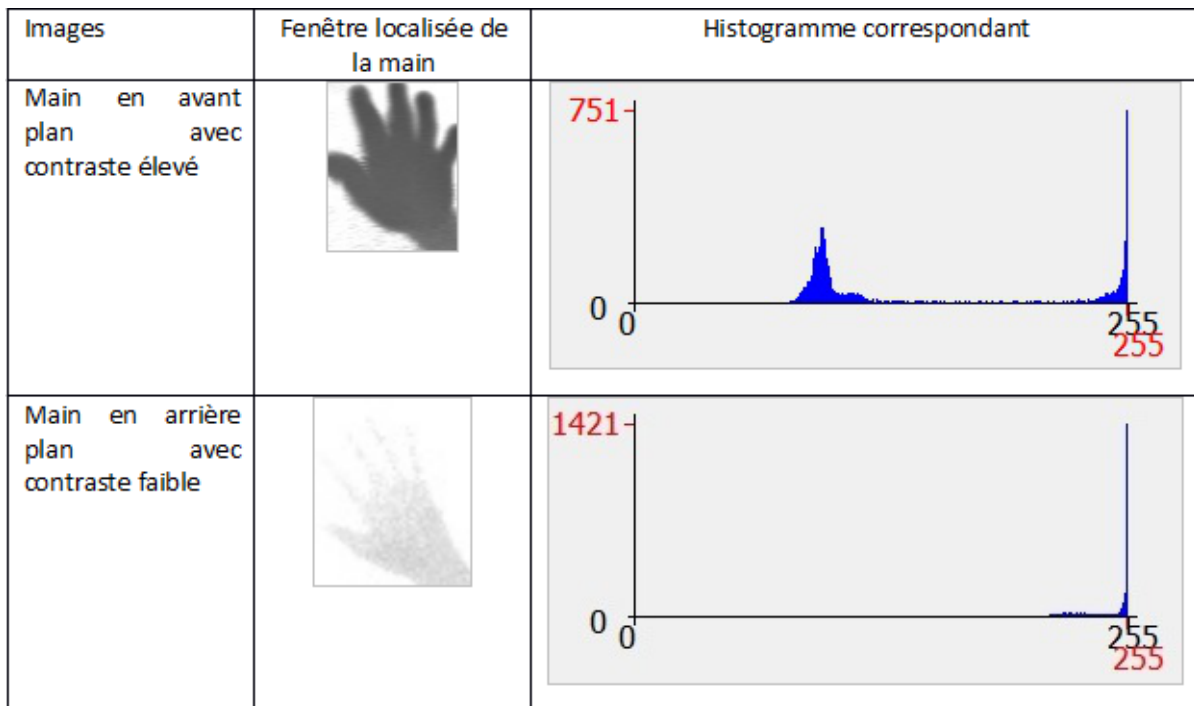 Images
Fenêtre localisée de
la main
Histogramme correspondant
Main en avant
plan avec
contraste élevé
751
0
0
255
255
Main en arrière
plan avec
contraste faible
1421
0
0
255
255